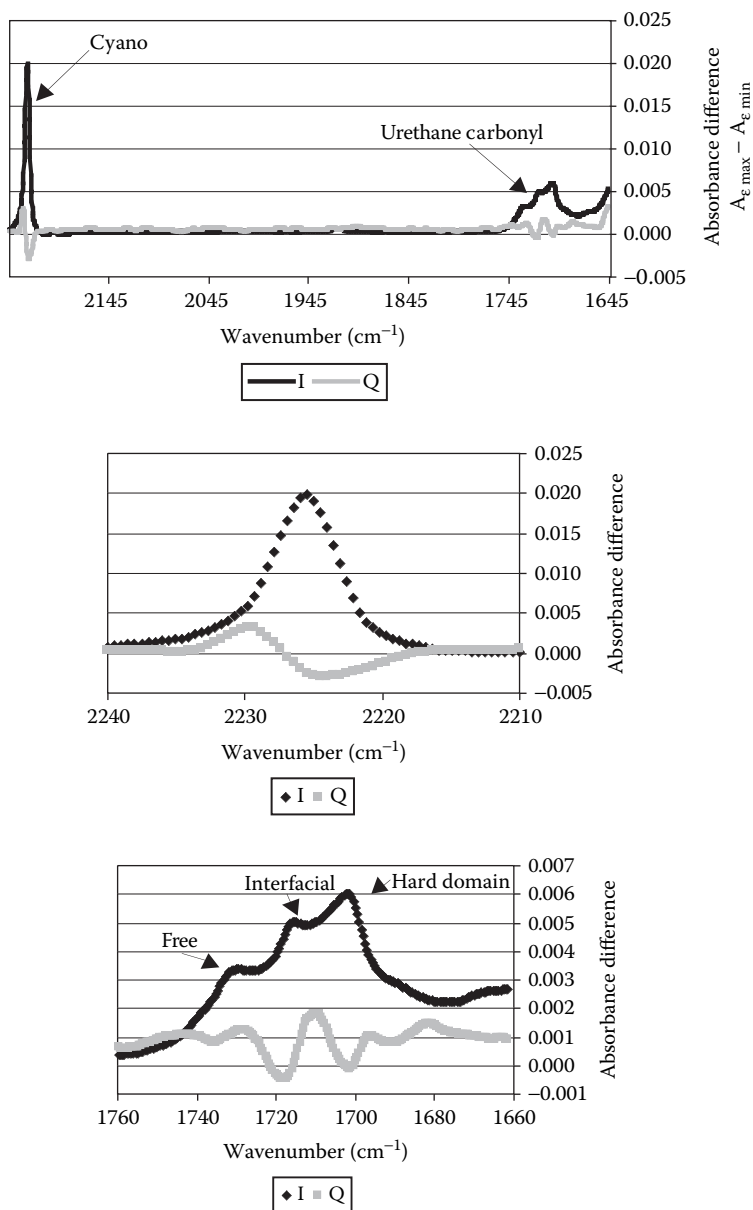 Cyano
Urethane carbonyl
0.025
0.020
0.015
0.010
0.005
0.000
−0.005
Absorbance difference
A_ε max − A_ε min
2145 2045 1945 1845 1745 1645
Wavenumber (cm⁻¹)
I Q
0.025
0.020
0.015
0.010
0.005
0.000
−0.005
Absorbance difference
2240 2230 2220 2210
Wavenumber (cm⁻¹)
I Q
Free
Interfacial
Hard domain
0.007
0.006
0.005
0.004
0.003
0.002
0.001
0.000
−0.001
Absorbance difference
1760 1740 1720 1700 1680 1660
Wavenumber (cm⁻¹)
I Q